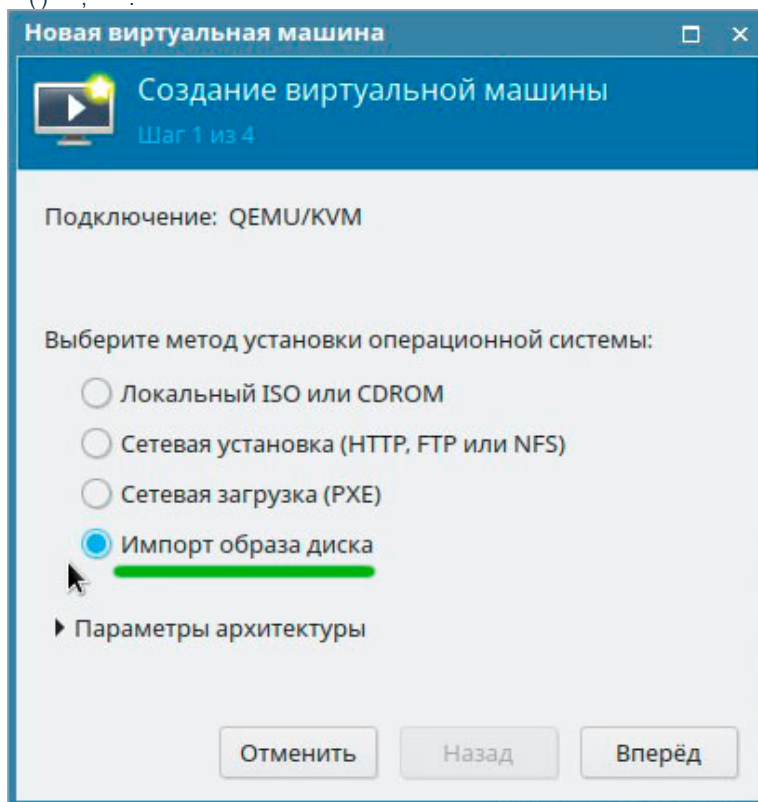 Новая виртуальная машина
Создание виртуальной машины
Шаг 1 из 4
Подключение: QEMU/KVM
Выберите метод установки операционной системы:
Локальный ISO или CDROM
Сетевая установка (HTTP, FTP или NFS)
Сетевая загрузка (PXE)
Импорт образа диска
Параметры архитектуры
Отменить
Назад
Вперёд